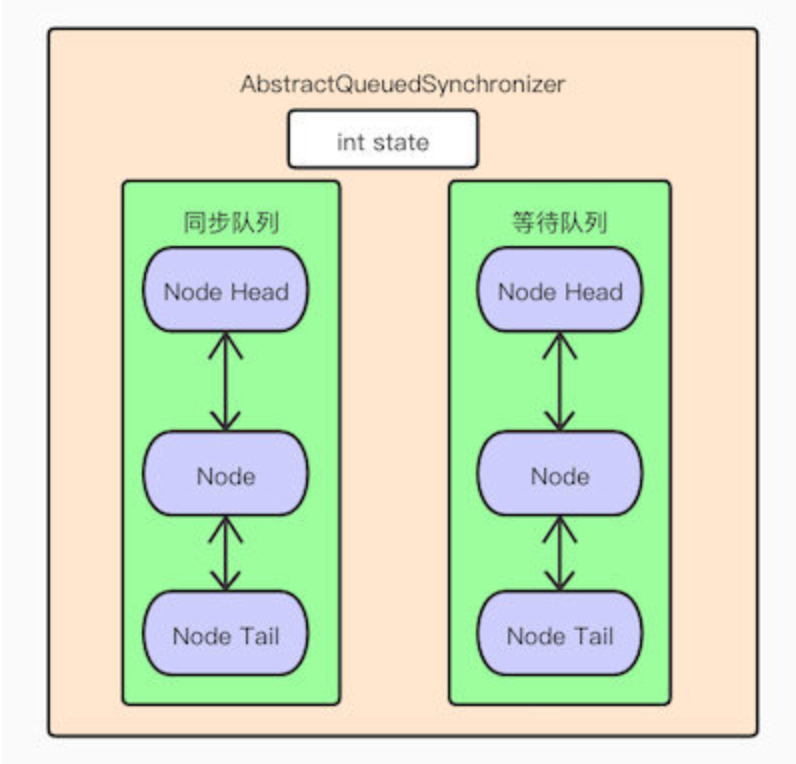 AbstractQueuedSynchronizer
int state
同步队列
Node Head
Node
Node Tail
等待队列
Node Head
Node
Node Tail